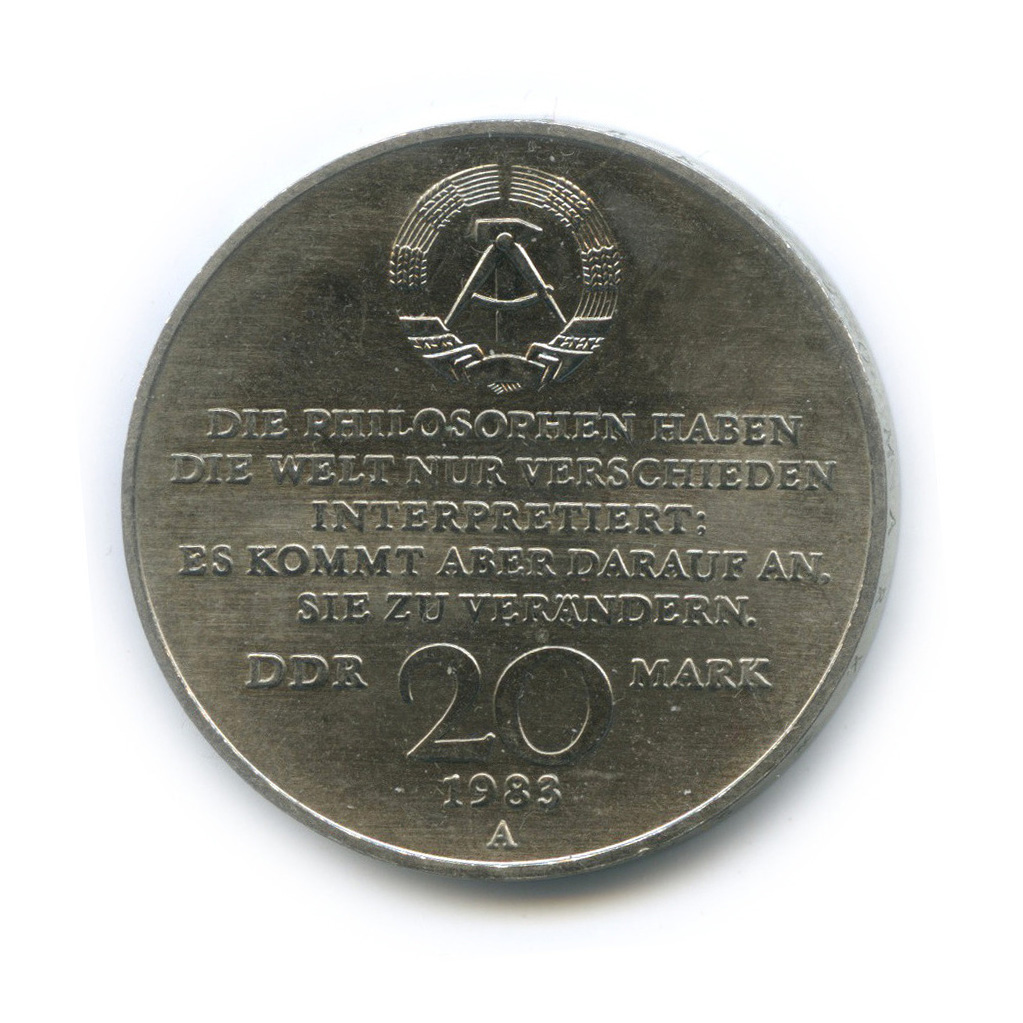 DIE PHILOSOPHEN HABEN
DIE WELT NUR VERSCHIEDEN
INTERPRETIERT;
ES KOMMT ABER DARAUF AN,
SIE ZU VERÄNDERN.
DDR 20 MARK
1983
A